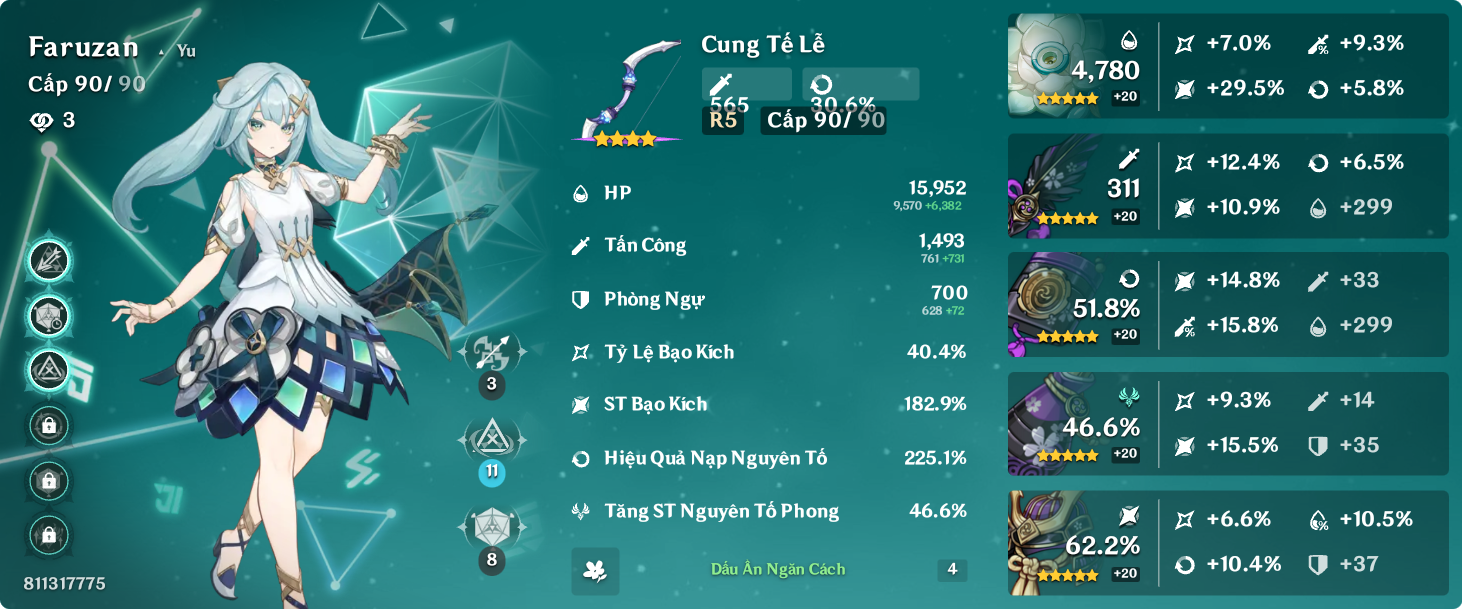 Faruzan ▲ Yu
Cấp 90/ 90
3
3
11
8
811317775
Cung Tế Lễ
565 30.6%
R5 Cấp 90/ 90
HP 15,952
9,570 +6,382
Tấn Công 1,493
761 +731
Phòng Ngự 700
628 +72
Tỷ Lệ Bạo Kích 40.4%
ST Bạo Kích 182.9%
Hiệu Quả Nạp Nguyên Tố 225.1%
Tăng ST Nguyên Tố Phong 46.6%
Dấu Ấn Ngăn Cách 4
4,780
+20
+7.0% +9.3%
+29.5% +5.8%
311
+20
+12.4% +6.5%
+10.9% +299
51.8%
+20
+14.8% +33
+15.8% +299
46.6%
+20
+9.3% +14
+15.5% +35
62.2%
+20
+6.6% +10.5%
+10.4% +37